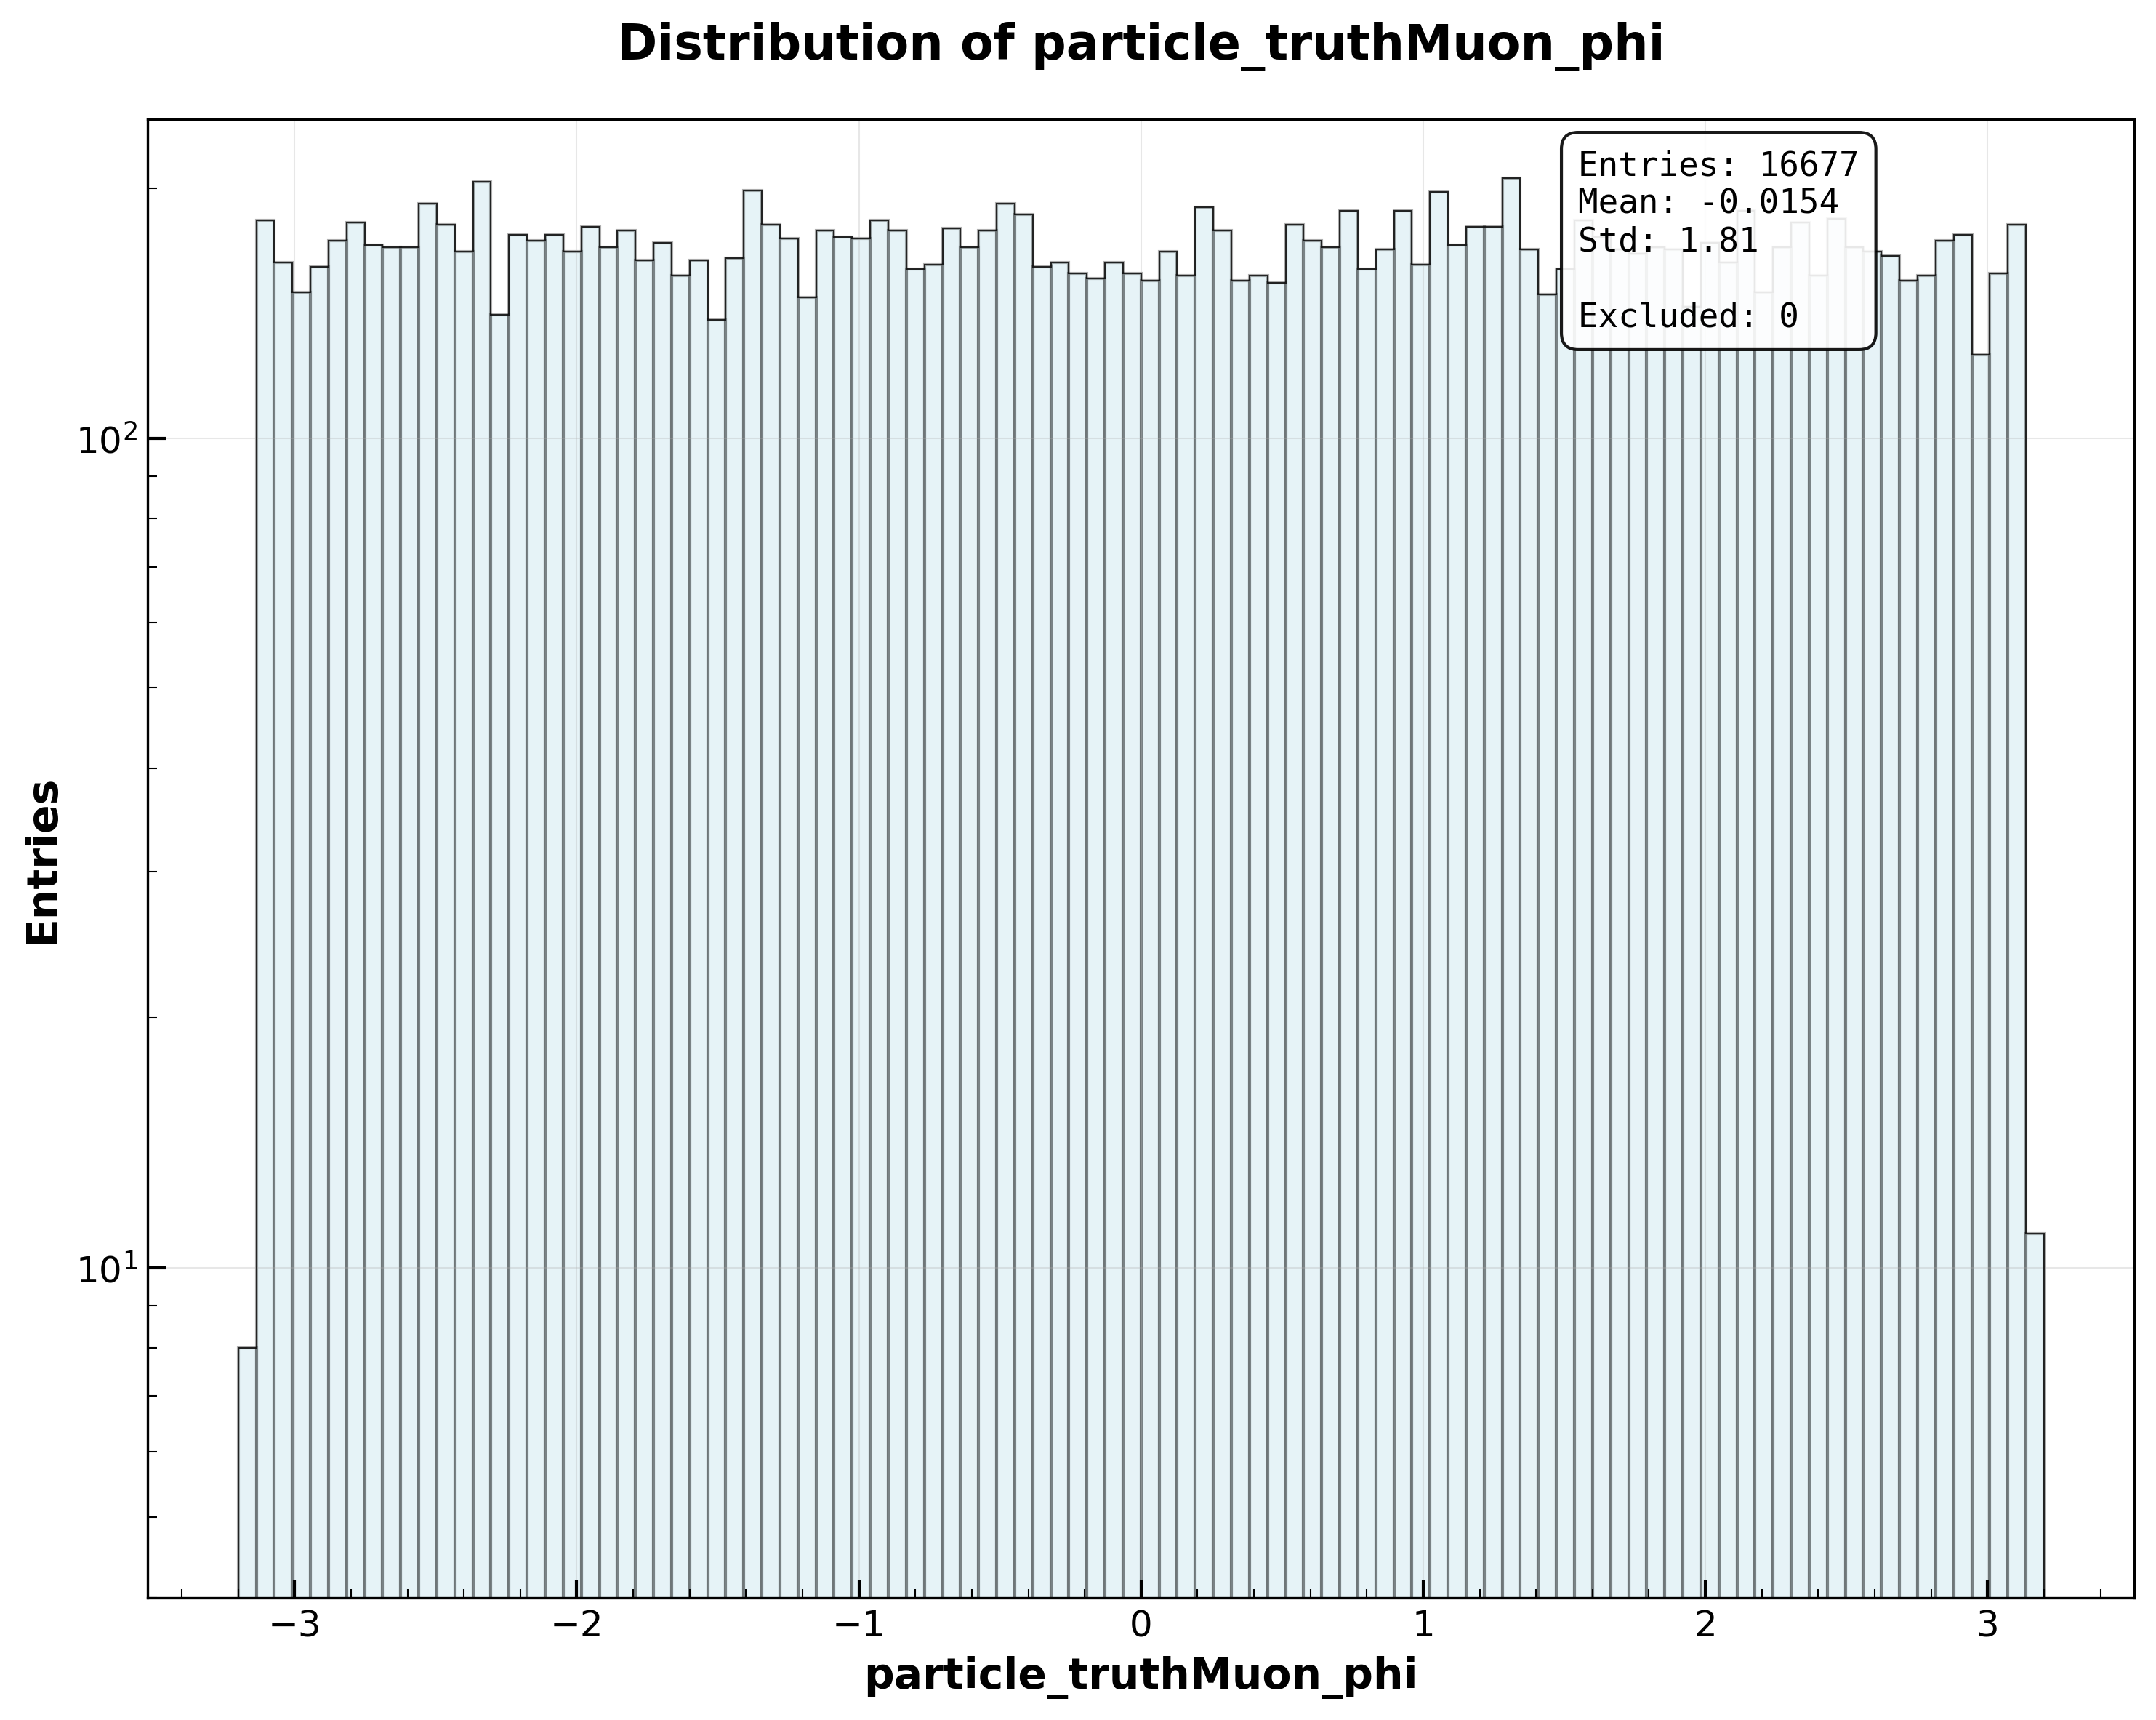 Distribution of particle_truthMuon_phi
Entries: 16677
Mean: -0.0154
Std: 1.81
Excluded: 0
10²
10¹
Entries
−3 −2 −1 0 1 2 3
particle_truthMuon_phi